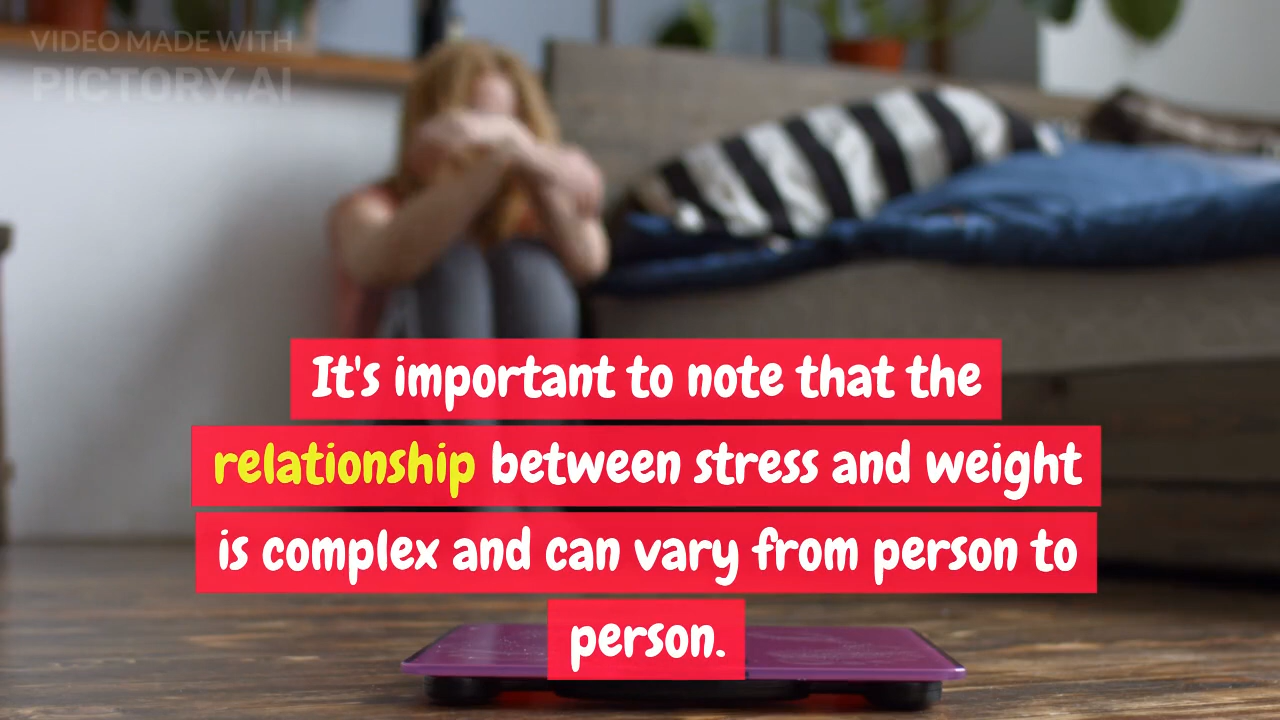 VIDEO MADE WITH
PICTORY.AI
It's important to note that the
relationship between stress and weight
is complex and can vary from person to
person.